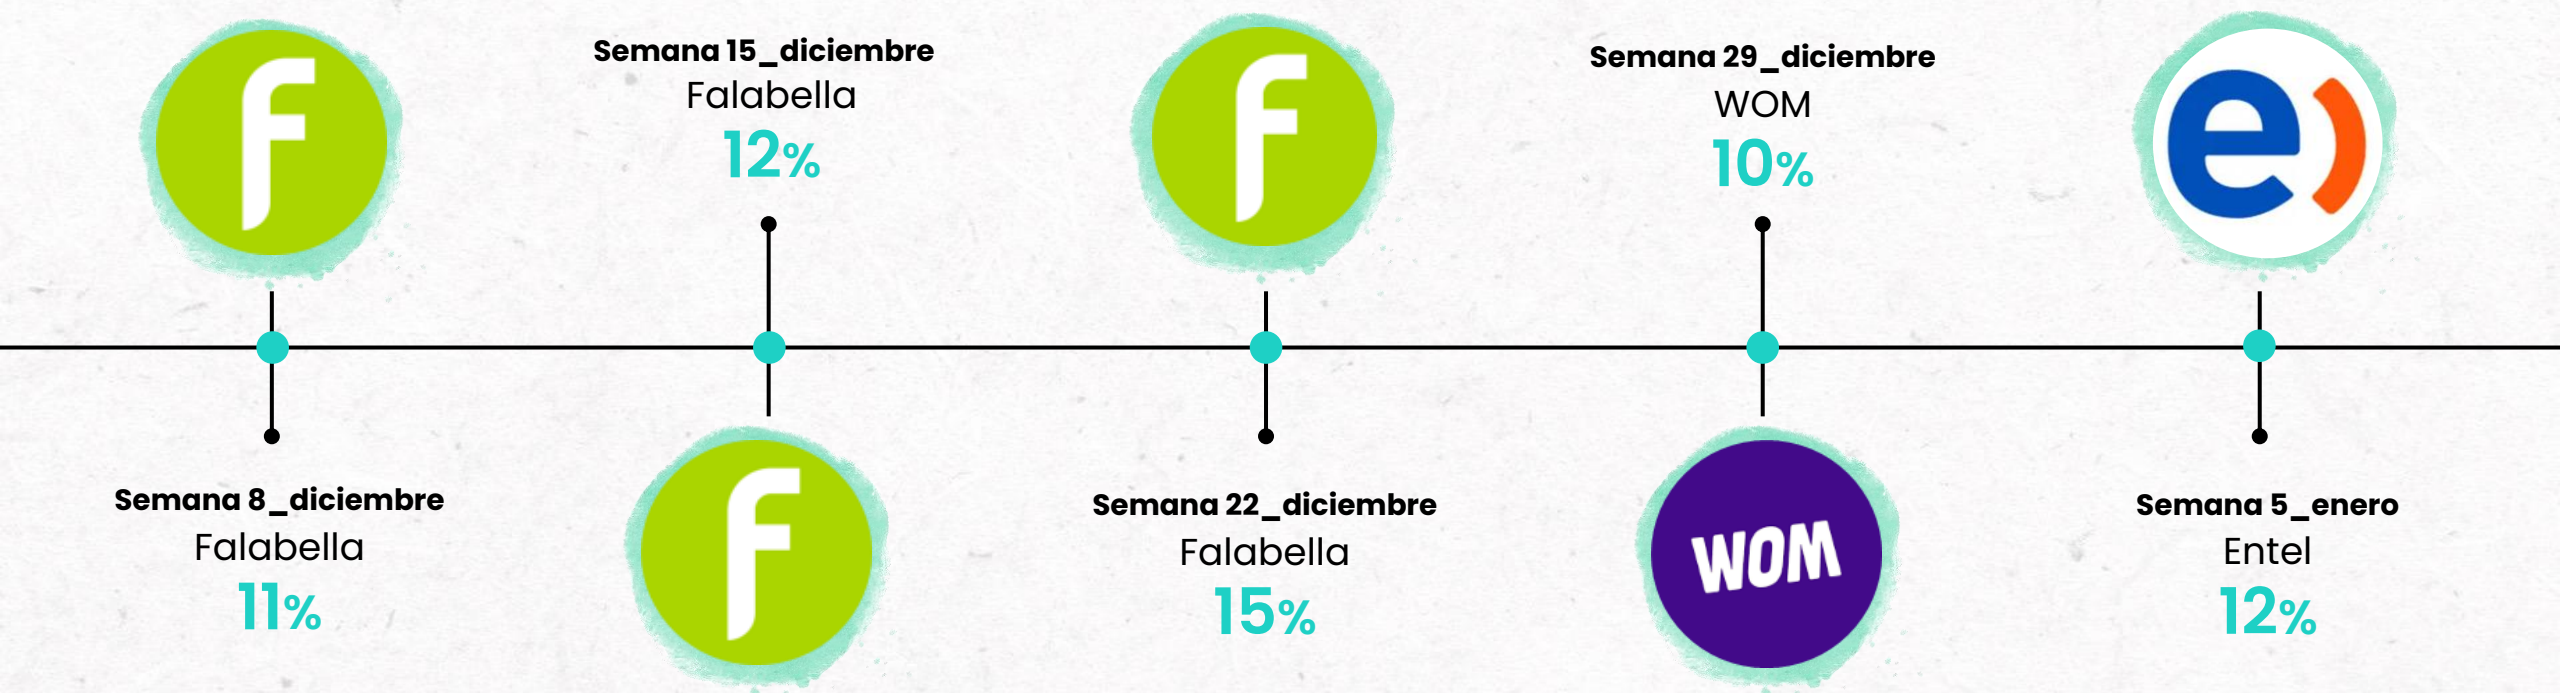 Semana 8_diciembre
Falabella
11%
Semana 15_diciembre
Falabella
12%
Semana 22_diciembre
Falabella
15%
Semana 29_diciembre
WOM
10%
WOM
Semana 5_enero
Entel
12%
f
f
f
e)